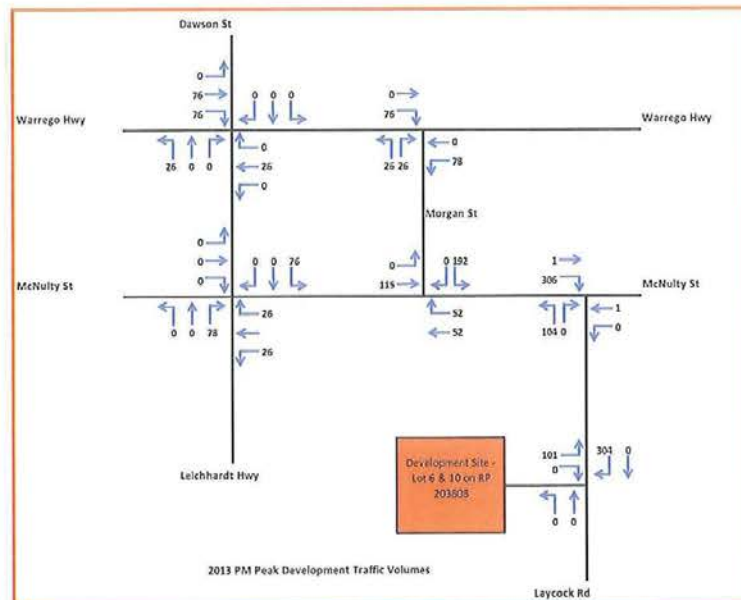 Dawson St
0
76
76
0 0 0
0
76
Warrego Hwy
Warrego Hwy
26 0 0
0
26
0
26 26
0
78
Morgan St
0
0
0
0 0 76
0
115
0 192
1
306
McNulty St
McNulty St
0 0 78
26
26
52
52
104 0
1
0
Leichhardt Hwy
101
0
304 0
Development Site -
Lot 6 & 10 on RP
203808
0 0
2013 PM Peak Development Traffic Volumes
Laycock Rd